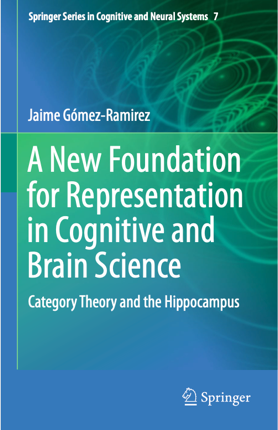 Springer Series in Cognitive and Neural Systems 7
Jaime Gómez-Ramirez
A New Foundation
for Representation
in Cognitive and
Brain Science
Category Theory and the Hippocampus
Springer